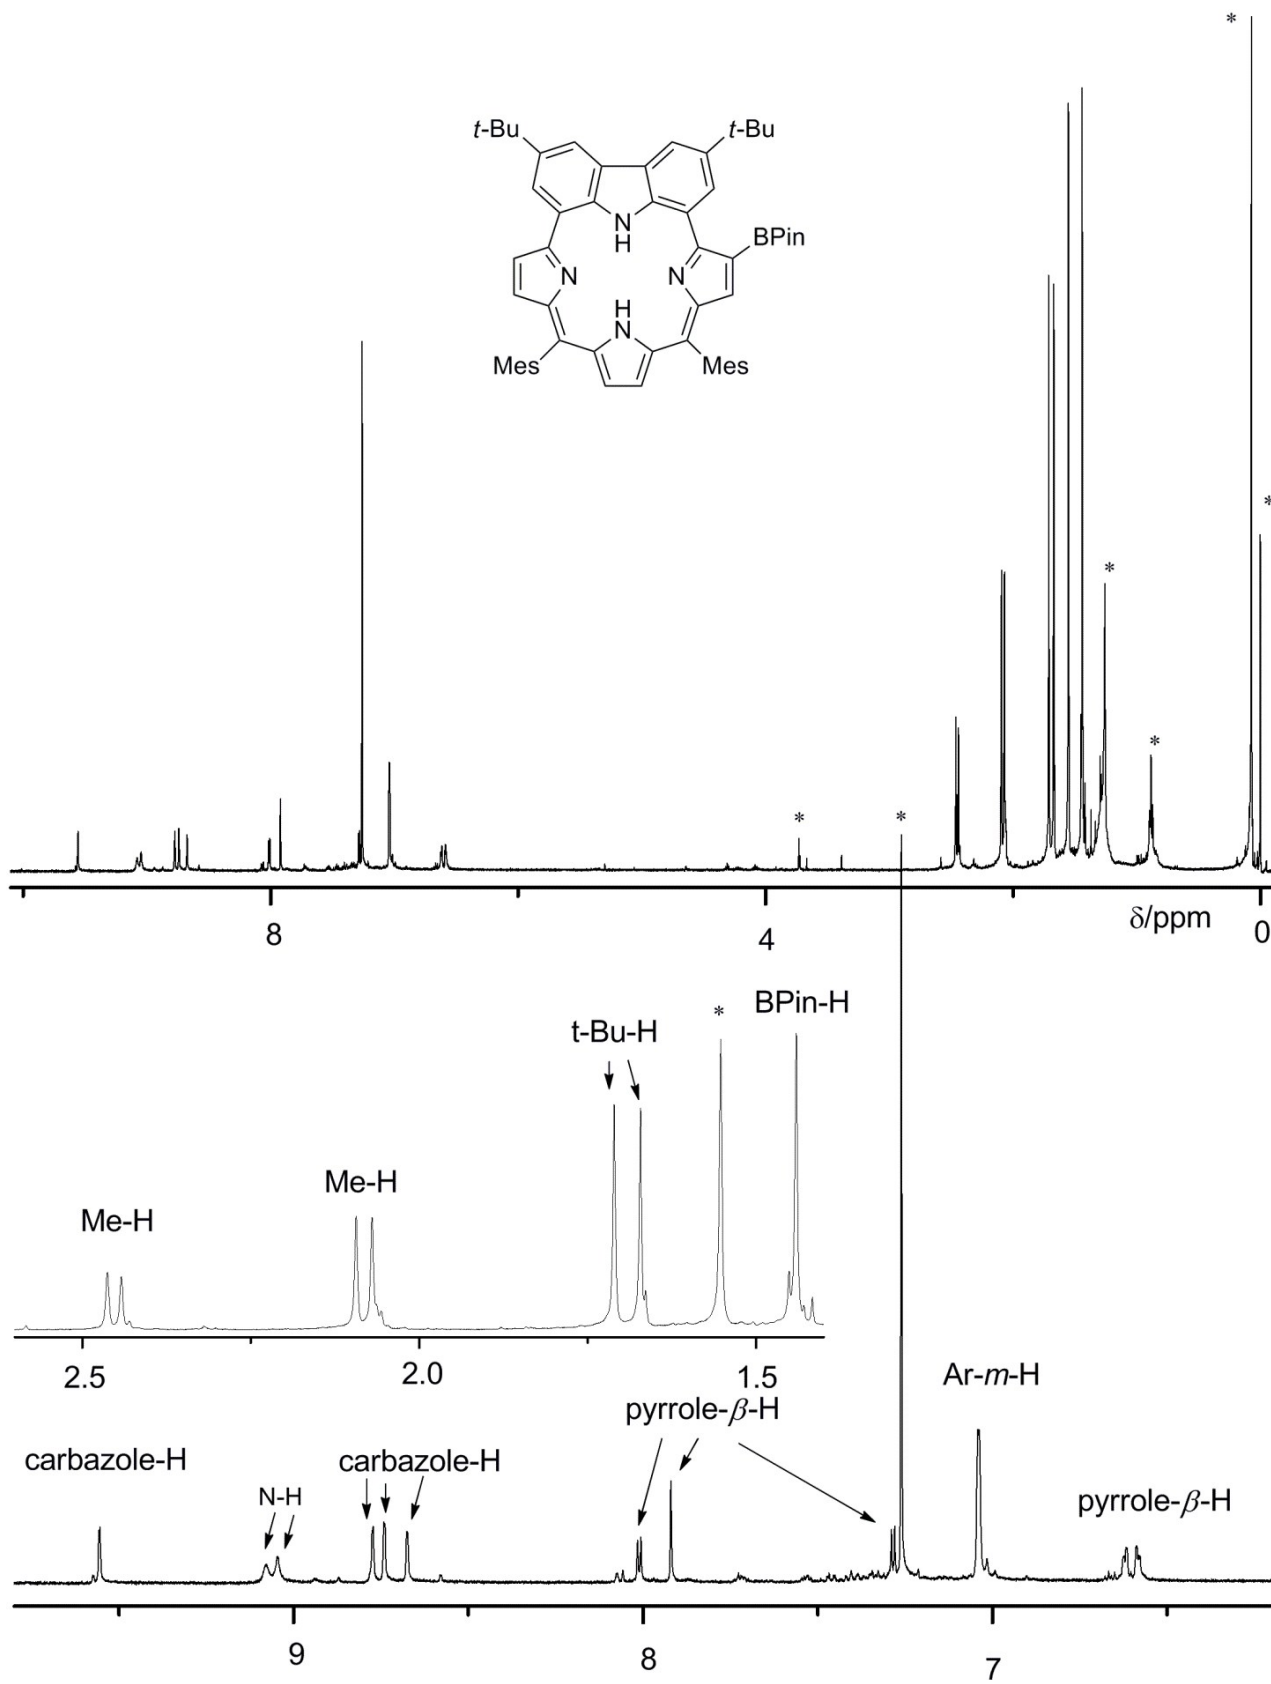 *
t-Bu
t-Bu
N
H
BPin
N
N
H
N
Mes
Mes
*
*
*
*
*
δ/ppm
8
4
0
BPin-H
*
t-Bu-H
Me-H
Me-H
2.5
2.0
1.5
Ar-m-H
pyrrole-β-H
carbazole-H
carbazole-H
N-H
pyrrole-β-H
9
8
7